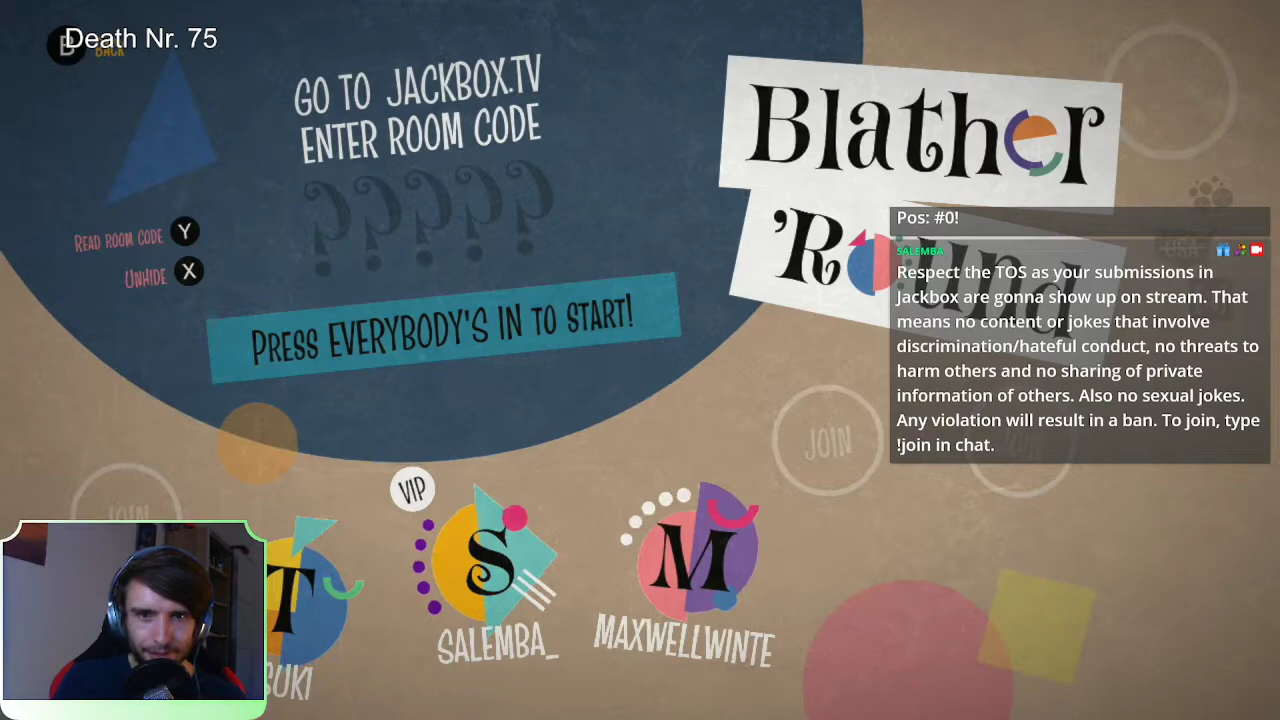 Death Nr. 75
B BACK
GO TO JACKBOX.TV
ENTER ROOM CODE
?????
READ ROOM CODE Y
UNHIDE X
PRESS EVERYBODY'S IN TO START!
Blather
'Round
Pos: #0!
SALEMBA
Respect the TOS as your submissions in
Jackbox are gonna show up on stream. That
means no content or jokes that involve
discrimination/hateful conduct, no threats to
harm others and no sharing of private
information of others. Also no sexual jokes.
Any violation will result in a ban. To join, type
!join in chat.
JOIN
JOIN
VIP
T
S
M
SUKI
SALEMBA_
MAXWELLWINTE